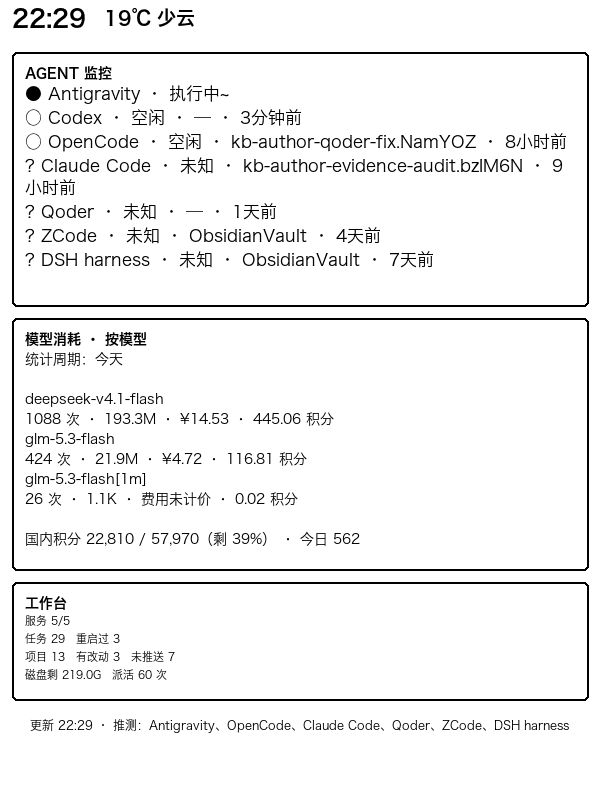 22:29 19℃ 少云
AGENT 监控
● Antigravity · 执行中~
○ Codex · 空闲 · — · 3分钟前
○ OpenCode · 空闲 · kb-author-qoder-fix.NamYOZ · 8小时前
? Claude Code · 未知 · kb-author-evidence-audit.bzlM6N · 9
小时前
? Qoder · 未知 · — · 1天前
? ZCode · 未知 · ObsidianVault · 4天前
? DSH harness · 未知 · ObsidianVault · 7天前
模型消耗 · 按模型
统计周期：今天
deepseek-v4.1-flash
1088 次 · 193.3M · ¥14.53 · 445.06 积分
glm-5.3-flash
424 次 · 21.9M · ¥4.72 · 116.81 积分
glm-5.3-flash[1m]
26 次 · 1.1K · 费用未计价 · 0.02 积分
国内积分 22,810 / 57,970（剩 39%） · 今日 562
工作台
服务 5/5
任务 29 重启过 3
项目 13 有改动 3 未推送 7
磁盘剩 219.0G 派活 60 次
更新 22:29 · 推测：Antigravity、OpenCode、Claude Code、Qoder、ZCode、DSH harness